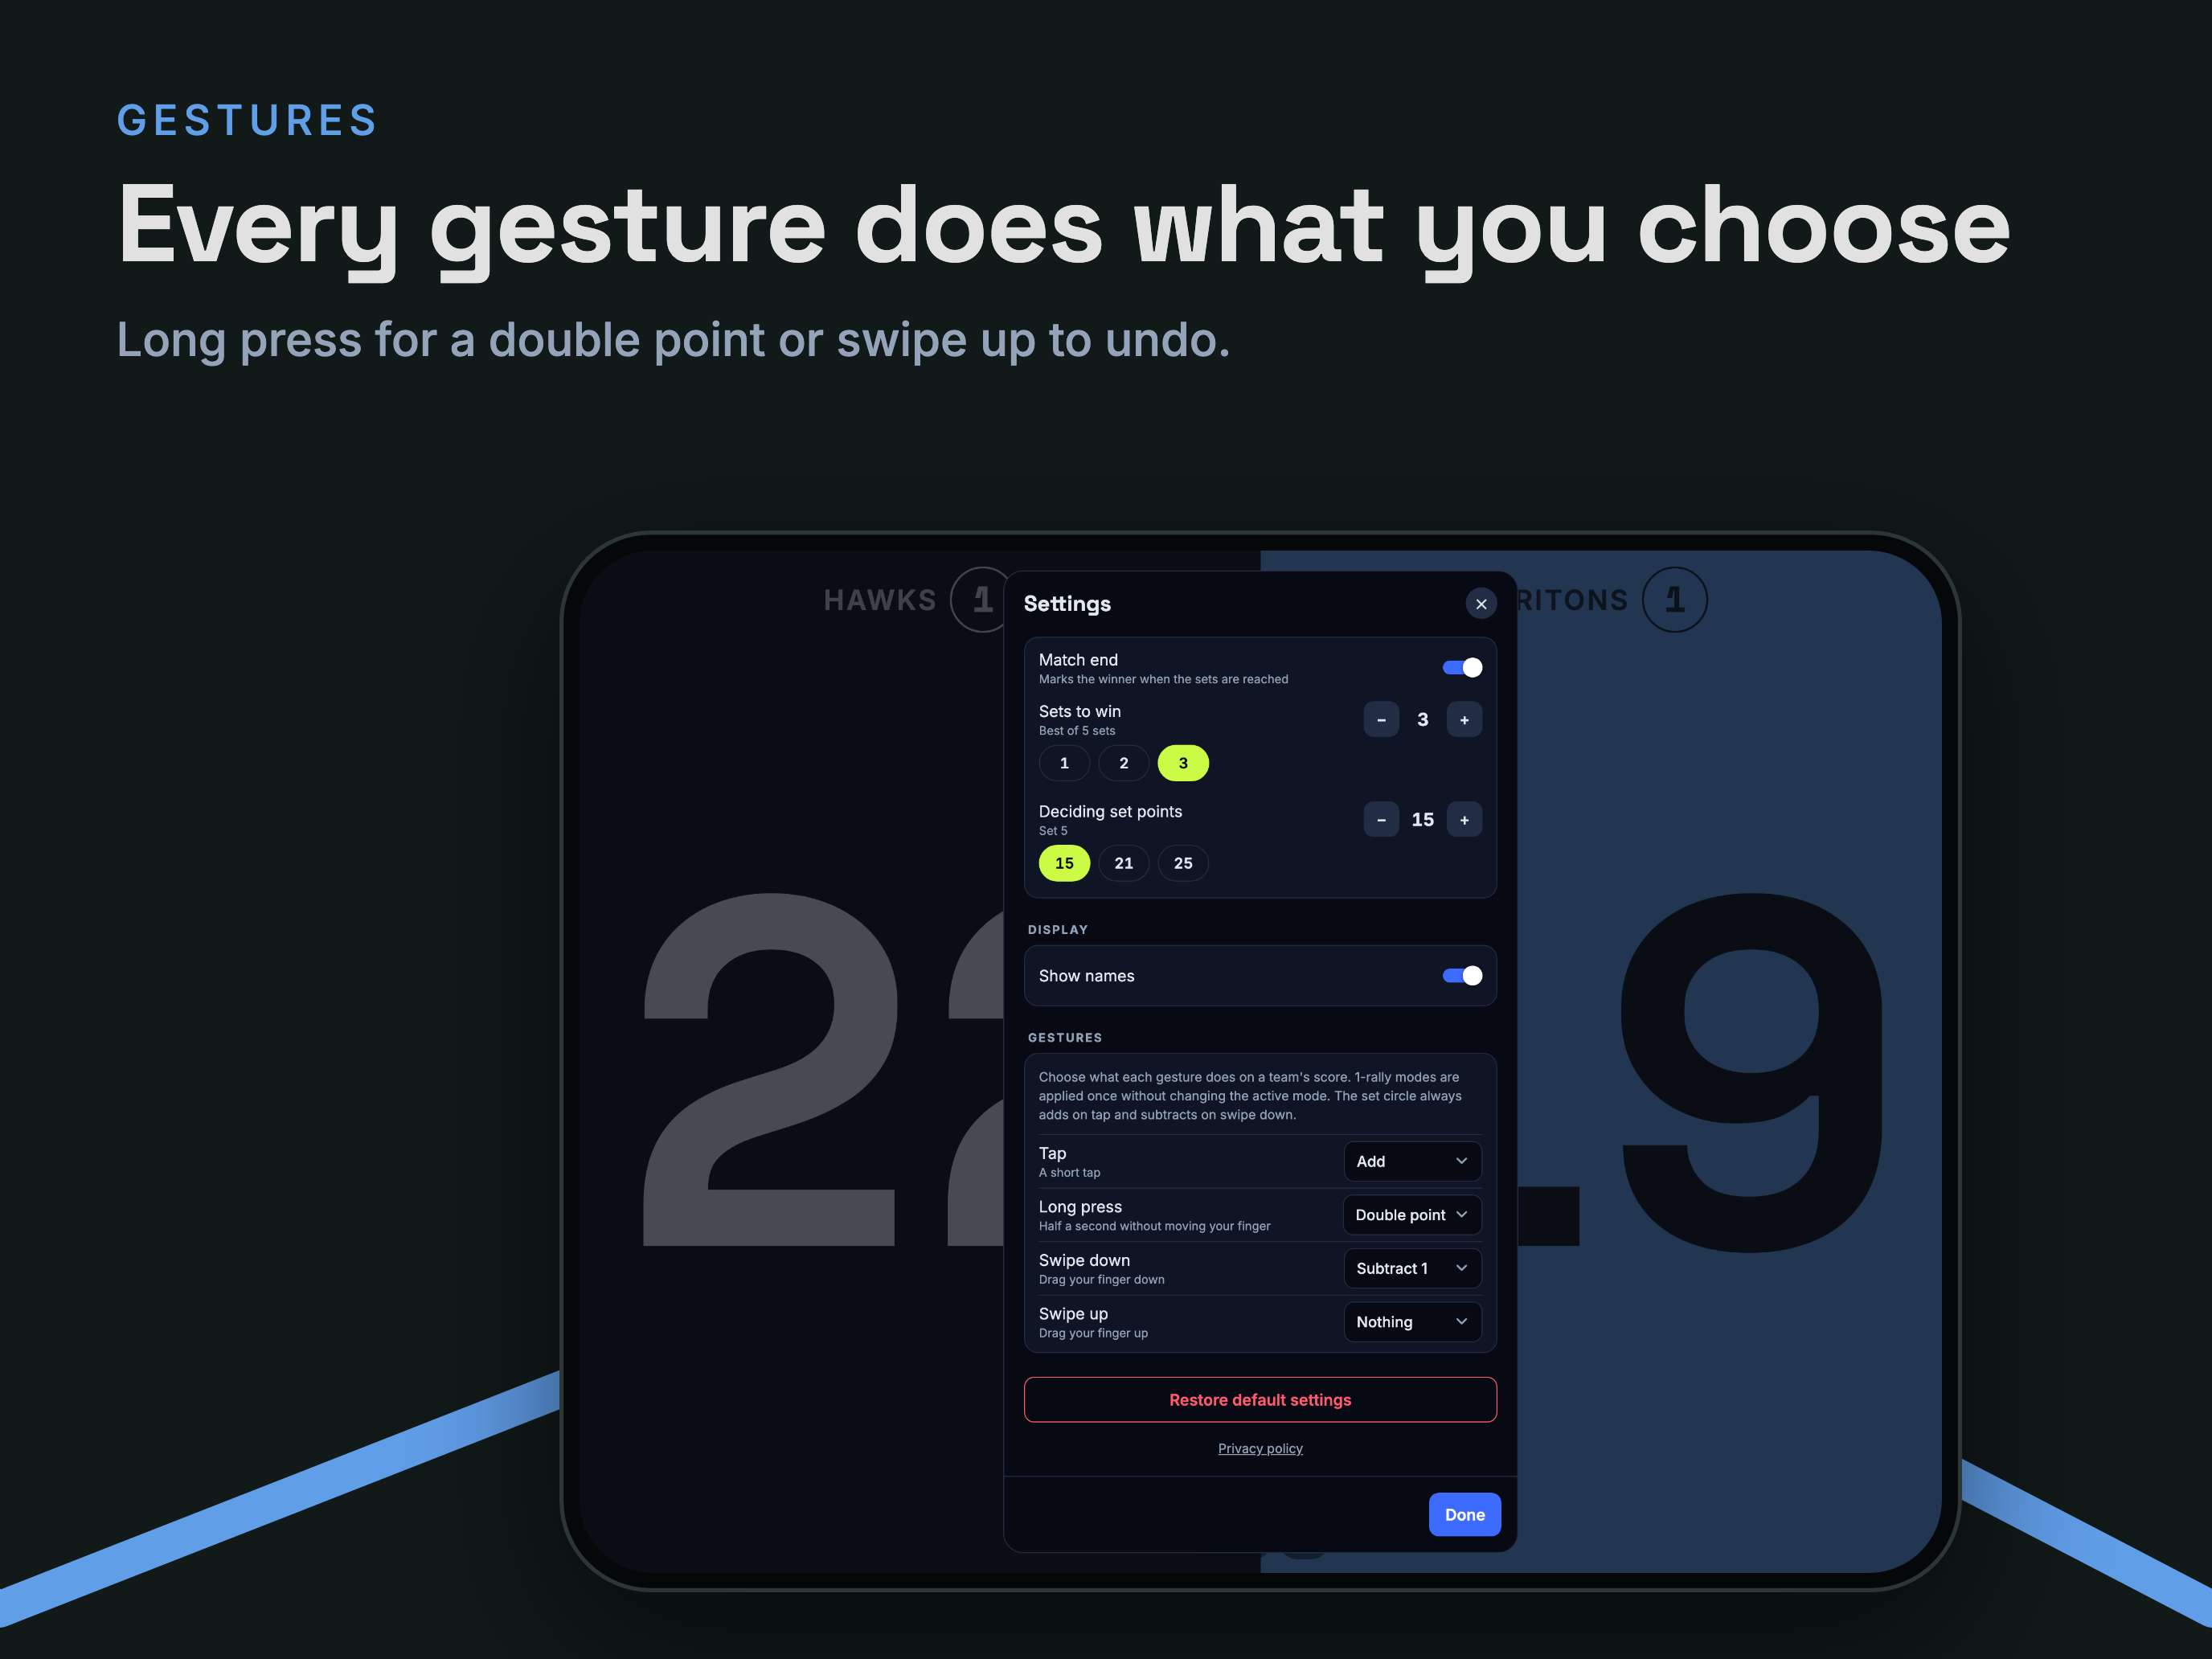 GESTURES
Every gesture does what you choose
Long press for a double point or swipe up to undo.
HAWKS 1
RITONS 1
22
9
Settings
Match end
Marks the winner when the sets are reached
Sets to win
Best of 5 sets
− 3 +
1 2 3
Deciding set points
Set 5
− 15 +
15 21 25
DISPLAY
Show names
GESTURES
Choose what each gesture does on a team's score. 1-rally modes are
applied once without changing the active mode. The set circle always
adds on tap and subtracts on swipe down.
Tap
A short tap
Add
Long press
Half a second without moving your finger
Double point
Swipe down
Drag your finger down
Subtract 1
Swipe up
Drag your finger up
Nothing
Restore default settings
Privacy policy
Done